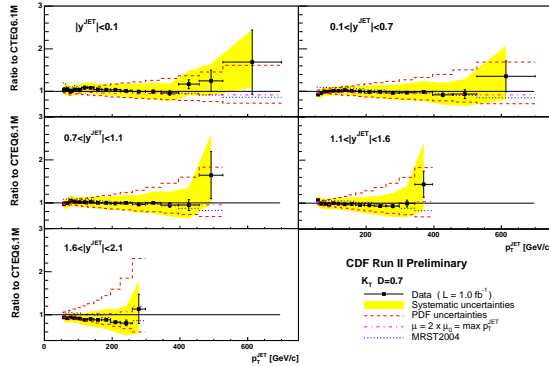 |y^JET|<0.1
0.1<|y^JET|<0.7
Ratio to CTEQ6.1M
3
2
1
0
0.7<|y^JET|<1.1
1.1<|y^JET|<1.6
Ratio to CTEQ6.1M
3
2
1
0
0 200 400 600
p_T^JET [GeV/c]
1.6<|y^JET|<2.1
Ratio to CTEQ6.1M
3
2
1
0
0 200 400 600
p_T^JET [GeV/c]
CDF Run II Preliminary
K_T D=0.7
Data ( L = 1.0 fb⁻¹)
Systematic uncertainties
PDF uncertainties
μ = 2 x μ₀ = max p_T^JET
MRST2004